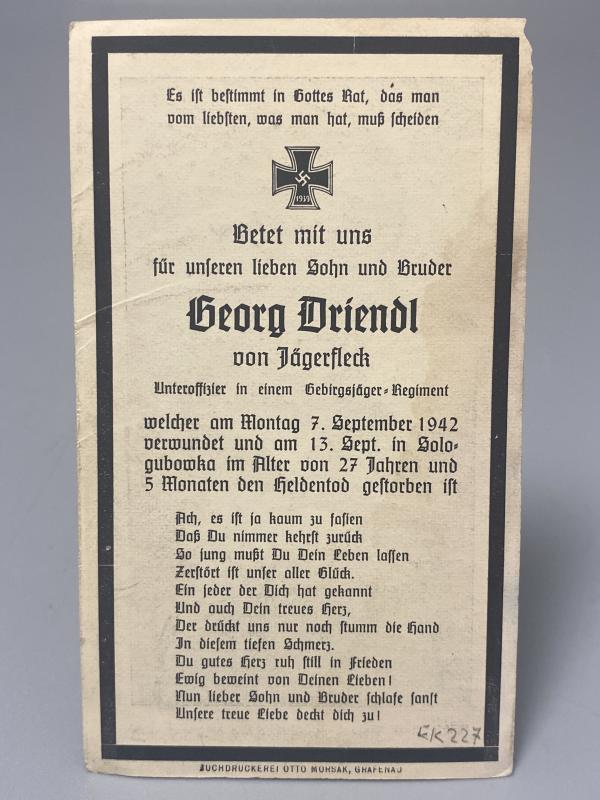 Es ist bestimmt in Gottes Rat, das man
vom liebsten, was man hat, muß scheiden
1939
Betet mit uns
für unseren lieben Sohn und Bruder
Georg Driendl
von Jägerfleck
Unteroffizier in einem Gebirgsjäger-Regiment
welcher am Montag 7. September 1942
verwundet und am 13. Sept. in Solo-
gubowka im Alter von 27 Jahren und
5 Monaten den Heldentod gestorben ist
Ach, es ist ja kaum zu fassen
Daß Du nimmer kehrst zurück
So jung mußt Du Dein Leben lassen
Zerstört ist unser aller Glück.
Ein jeder der Dich hat gekannt
Und auch Dein treues Herz,
Der drückt uns nur noch stumm die Hand
In diesem tiefen Schmerz.
Du gutes Herz ruh still in Frieden
Ewig beweint von Deinen Lieben!
Nun lieber Sohn und Bruder schlafe sanft
Unsere treue Liebe deckt dich zu!
EK 227
BUCHDRUCKEREI OTTO MORSAK, GRAFENAU